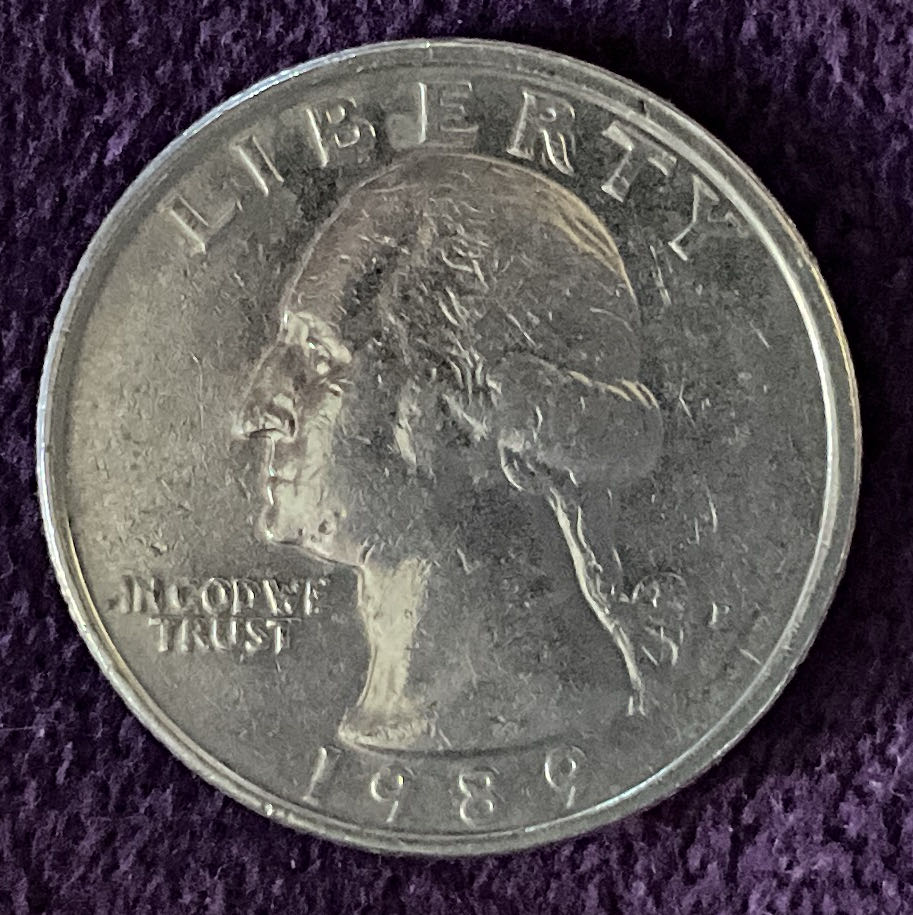 LIBERTY
IN GOD WE
TRUST
P
1989